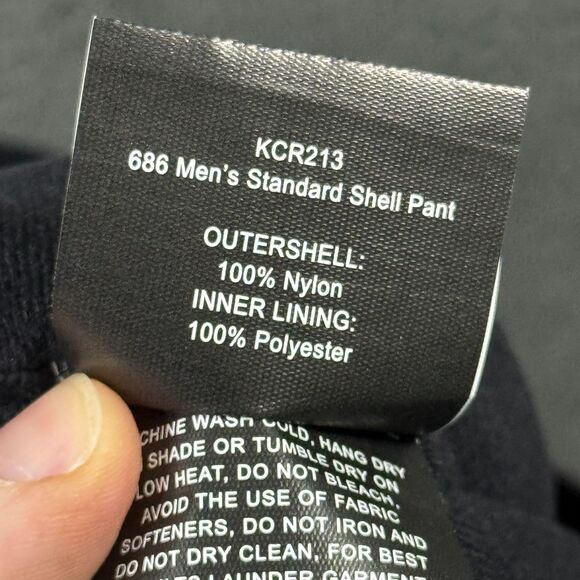 KCR213
686 Men's Standard Shell Pant
OUTERSHELL:
100% Nylon
INNER LINING:
100% Polyester
CHINE WASH COLD, HANG DRY
SHADE OR TUMBLE DRY ON
LOW HEAT, DO NOT BLEACH,
AVOID THE USE OF FABRIC
SOFTENERS, DO NOT IRON AND
DO NOT DRY CLEAN, FOR BEST
LAUNDER GARMENT